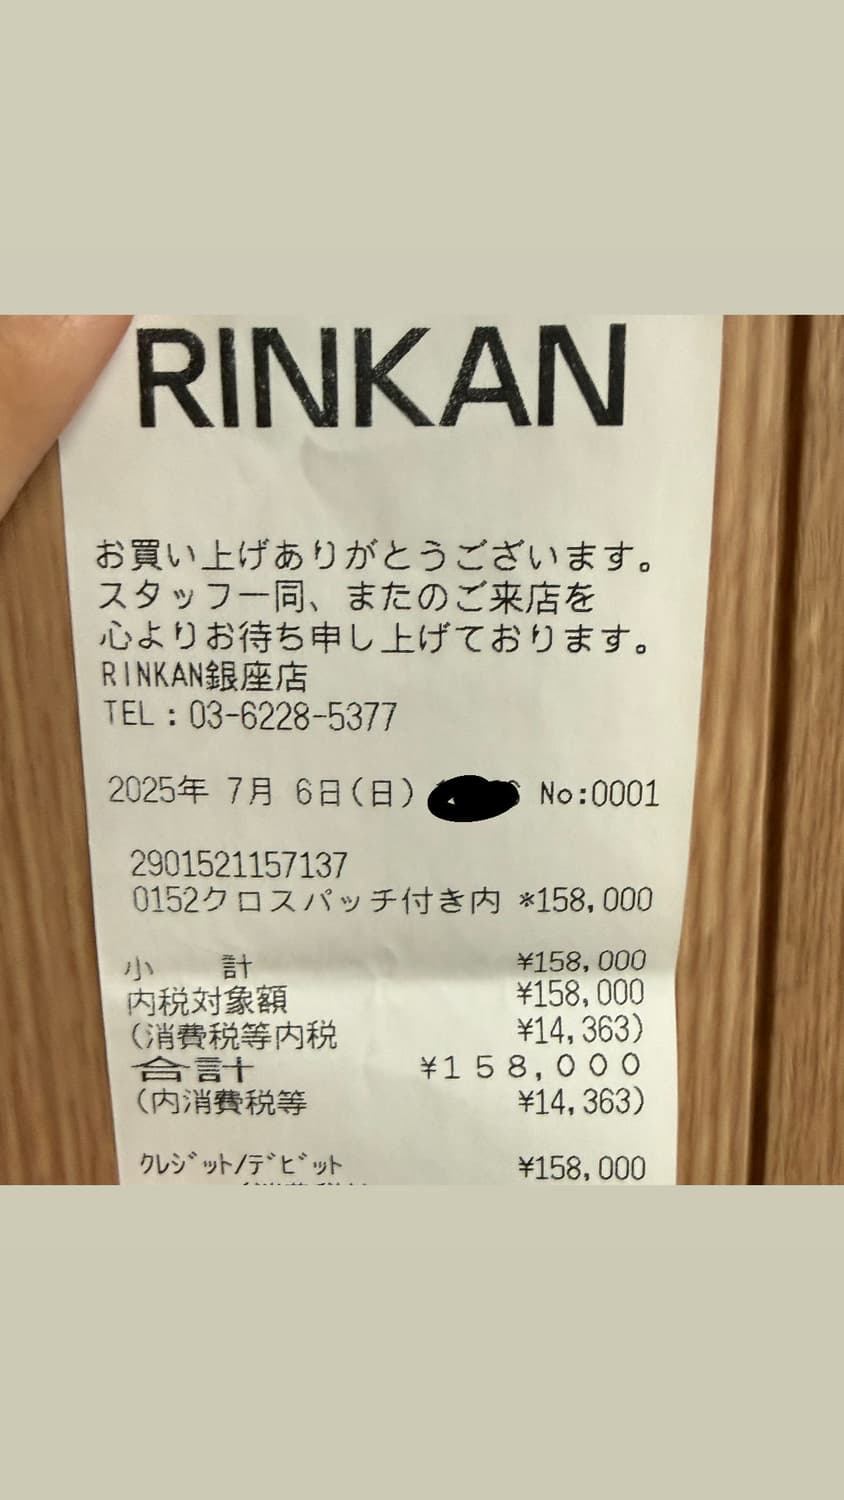 RINKAN
お買い上げありがとうございます。
スタッフ一同、またのご来店を
心よりお待ち申し上げております。
RINKAN銀座店
TEL：03-6228-5377
2025年 7月 6日(日) No:0001
2901521157137
0152クロスパッチ付き内 *158,000
小 計 ¥158,000
内税対象額 ¥158,000
(消費税等内税 ¥14,363)
合計 ¥158,000
(内消費税等 ¥14,363)
ｸﾚｼﾞｯﾄ/ﾃﾞﾋﾞｯﾄ ¥158,000